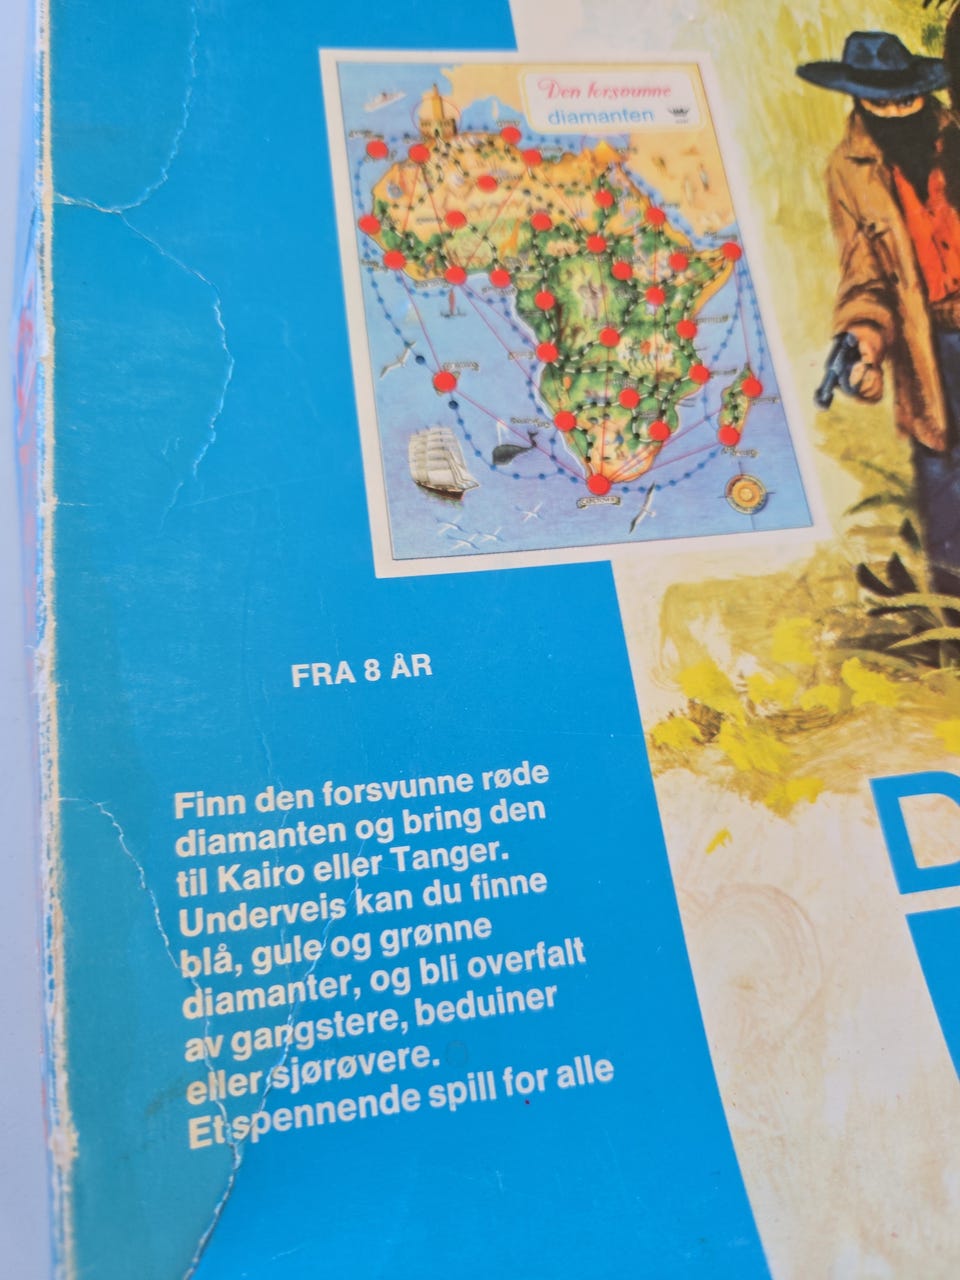 Den forsvunne
diamanten
FRA 8 ÅR
Finn den forsvunne røde
diamanten og bring den
til Kairo eller Tanger.
Underveis kan du finne
blå, gule og grønne
diamanter, og bli overfalt
av gangstere, beduiner
eller sjørøvere.
Et spennende spill for alle
D